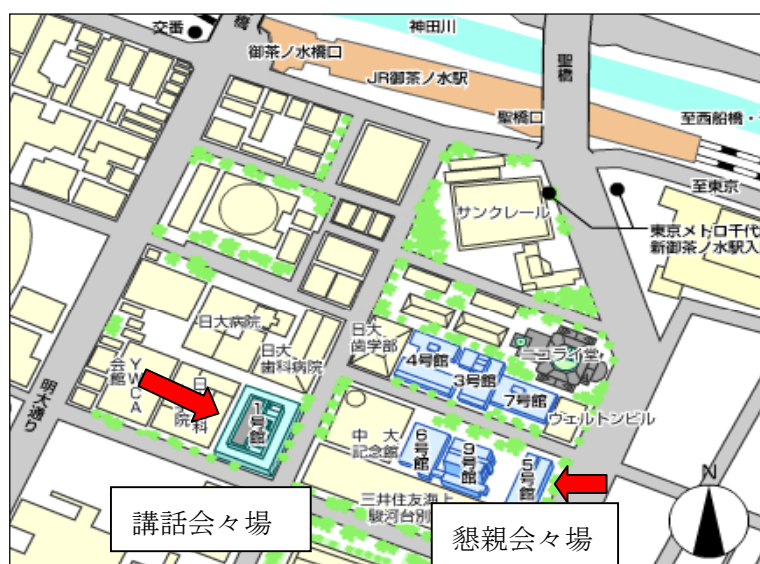 交番
橋
神田川
御茶ノ水橋口
JR御茶ノ水駅
聖橋
聖橋口
至西船橋・
至東京
サンクレール
東京メトロ千代
新御茶ノ水駅入
日大病院
日大
歯科病院
日大
歯学部
4号館
3号館
7号館
ニコライ堂
ヴェルトンビル
YWCA
会館
日
科
院
1号館
明大通り
中大
記念館
6号館
9号館
5号館
三井住友海上
駿河台別
N
講話会々場
懇親会々場